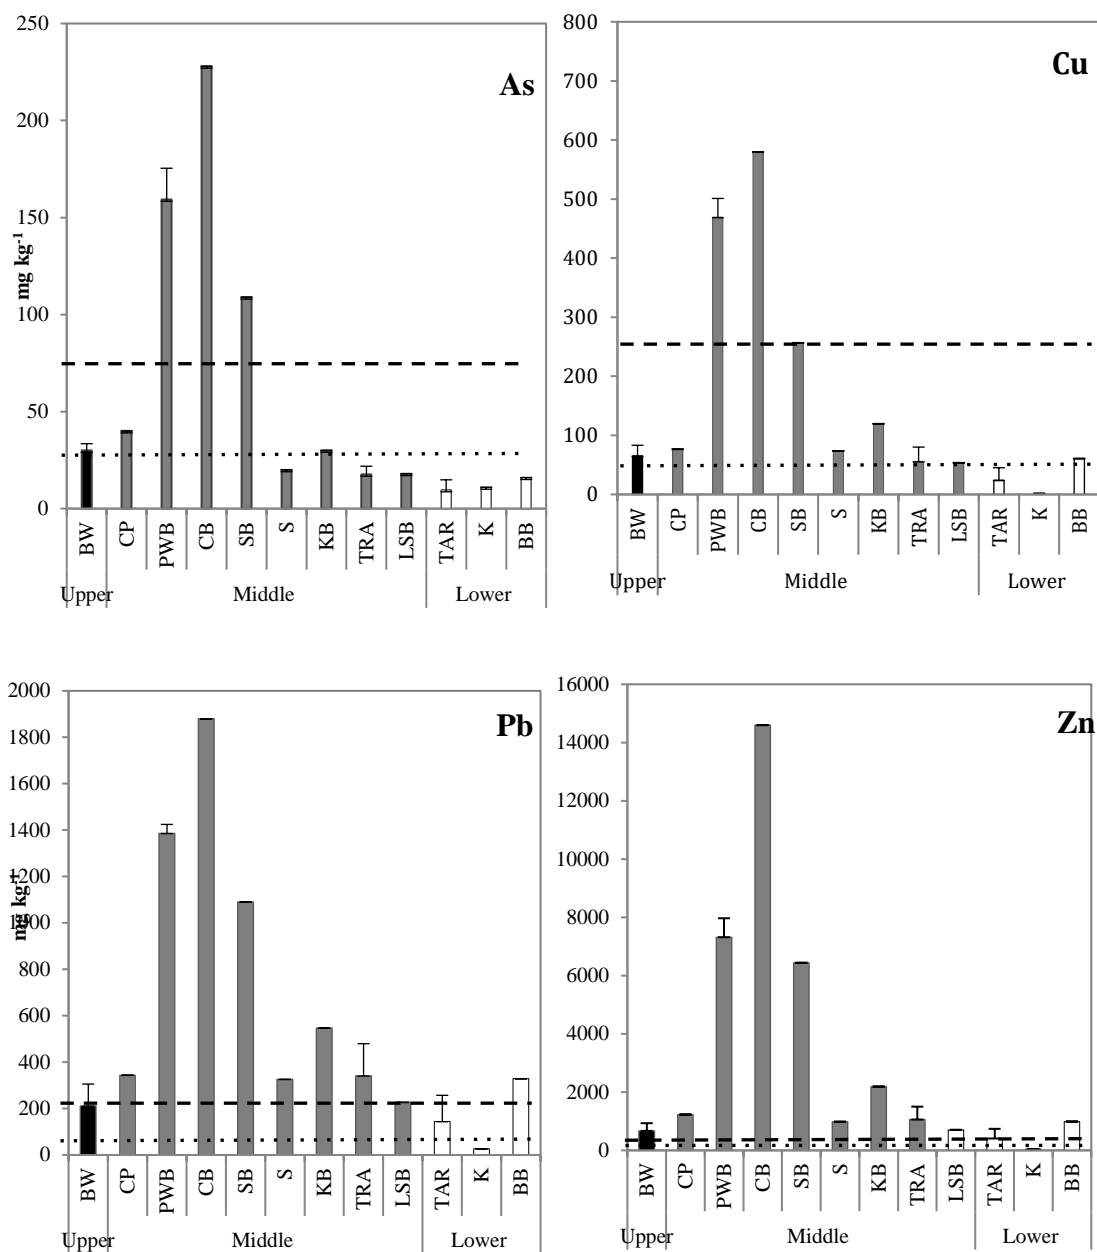 As
mg kg-1
250
200
150
100
50
0
BW
CP
PWB
CB
SB
S
KB
TRA
LSB
TAR
K
BB
Upper
Middle
Lower
Cu
800
700
600
500
400
300
200
100
0
BW
CP
PWB
CB
SB
S
KB
TRA
LSB
TAR
K
BB
Upper
Middle
Lower
Pb
mg kg-1
2000
1800
1600
1400
1200
1000
800
600
400
200
0
BW
CP
PWB
CB
SB
S
KB
TRA
LSB
TAR
K
BB
Upper
Middle
Lower
Zn
16000
14000
12000
10000
8000
6000
4000
2000
0
BW
CP
PWB
CB
SB
S
KB
TRA
LSB
TAR
K
BB
Upper
Middle
Lower